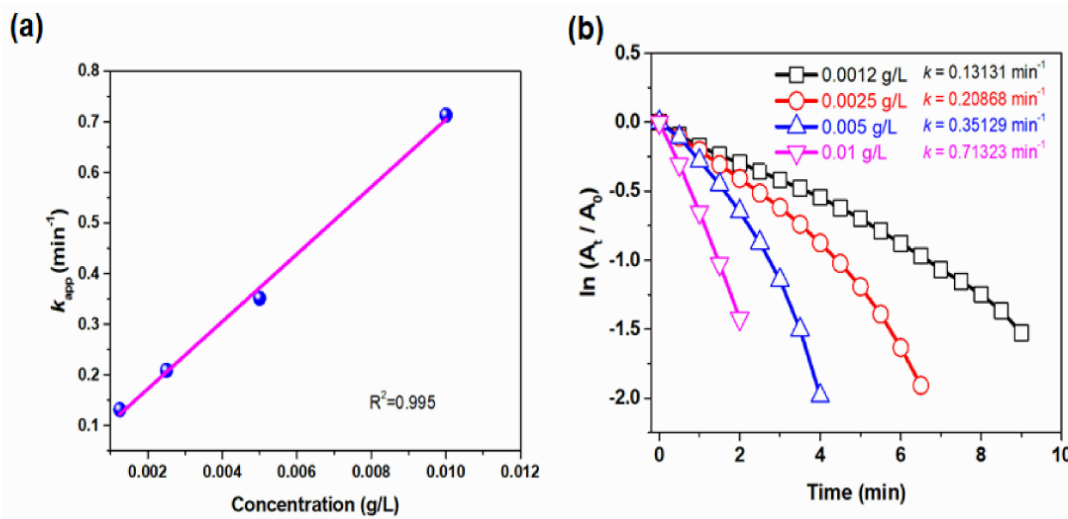 (a)
0.8
0.7
0.6
0.5
0.4
0.3
0.2
0.1
k_app (min⁻¹)
R²=0.995
0.002 0.004 0.006 0.008 0.010 0.012
Concentration (g/L)
(b)
0.5
0.0
-0.5
-1.0
-1.5
-2.0
ln (A_t / A_0)
0.0012 g/L k = 0.13131 min⁻¹
0.0025 g/L k = 0.20868 min⁻¹
0.005 g/L k = 0.35129 min⁻¹
0.01 g/L k = 0.71323 min⁻¹
0 2 4 6 8 10
Time (min)